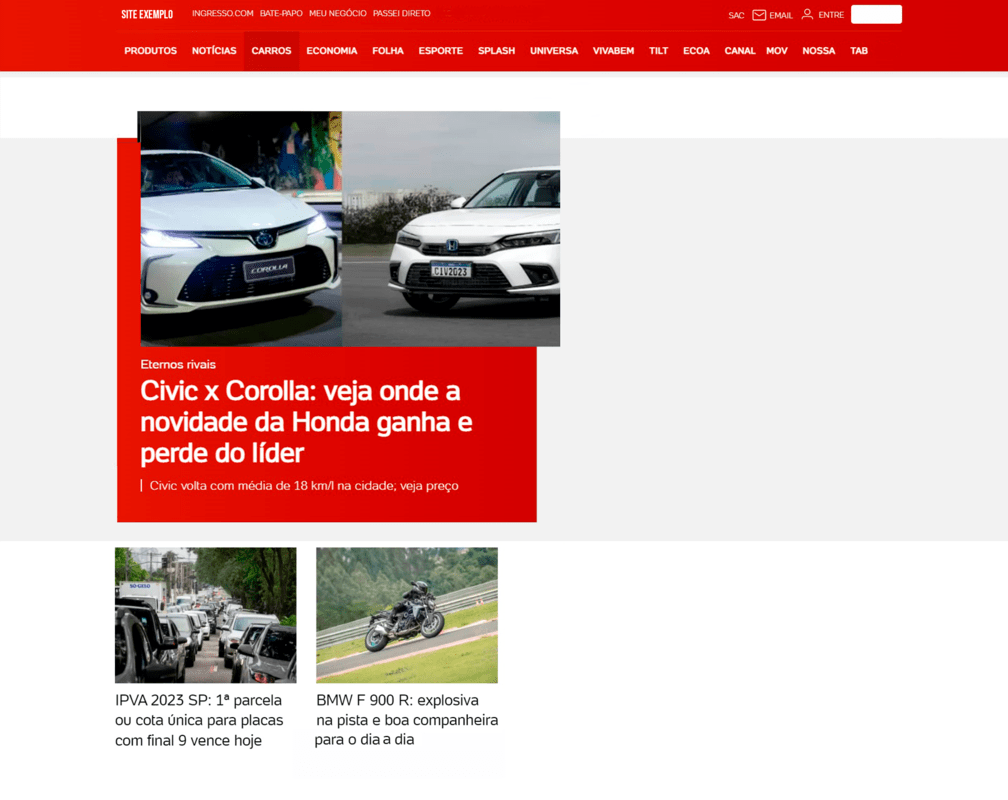 SITE EXEMPLO
INGRESSO.COM BATE-PAPO MEU NEGÓCIO PASSEI DIRETO
SAC EMAIL ENTRE
PRODUTOS NOTÍCIAS CARROS ECONOMIA FOLHA ESPORTE SPLASH UNIVERSA VIVABEM TILT ECOA CANAL MOV NOSSA TAB
COROLLA
CIV2023
Eternos rivais
Civic x Corolla: veja onde a
novidade da Honda ganha e
perde do líder
Civic volta com média de 18 km/l na cidade; veja preço
IPVA 2023 SP: 1ª parcela
ou cota única para placas
com final 9 vence hoje
BMW F 900 R: explosiva
na pista e boa companheira
para o dia a dia